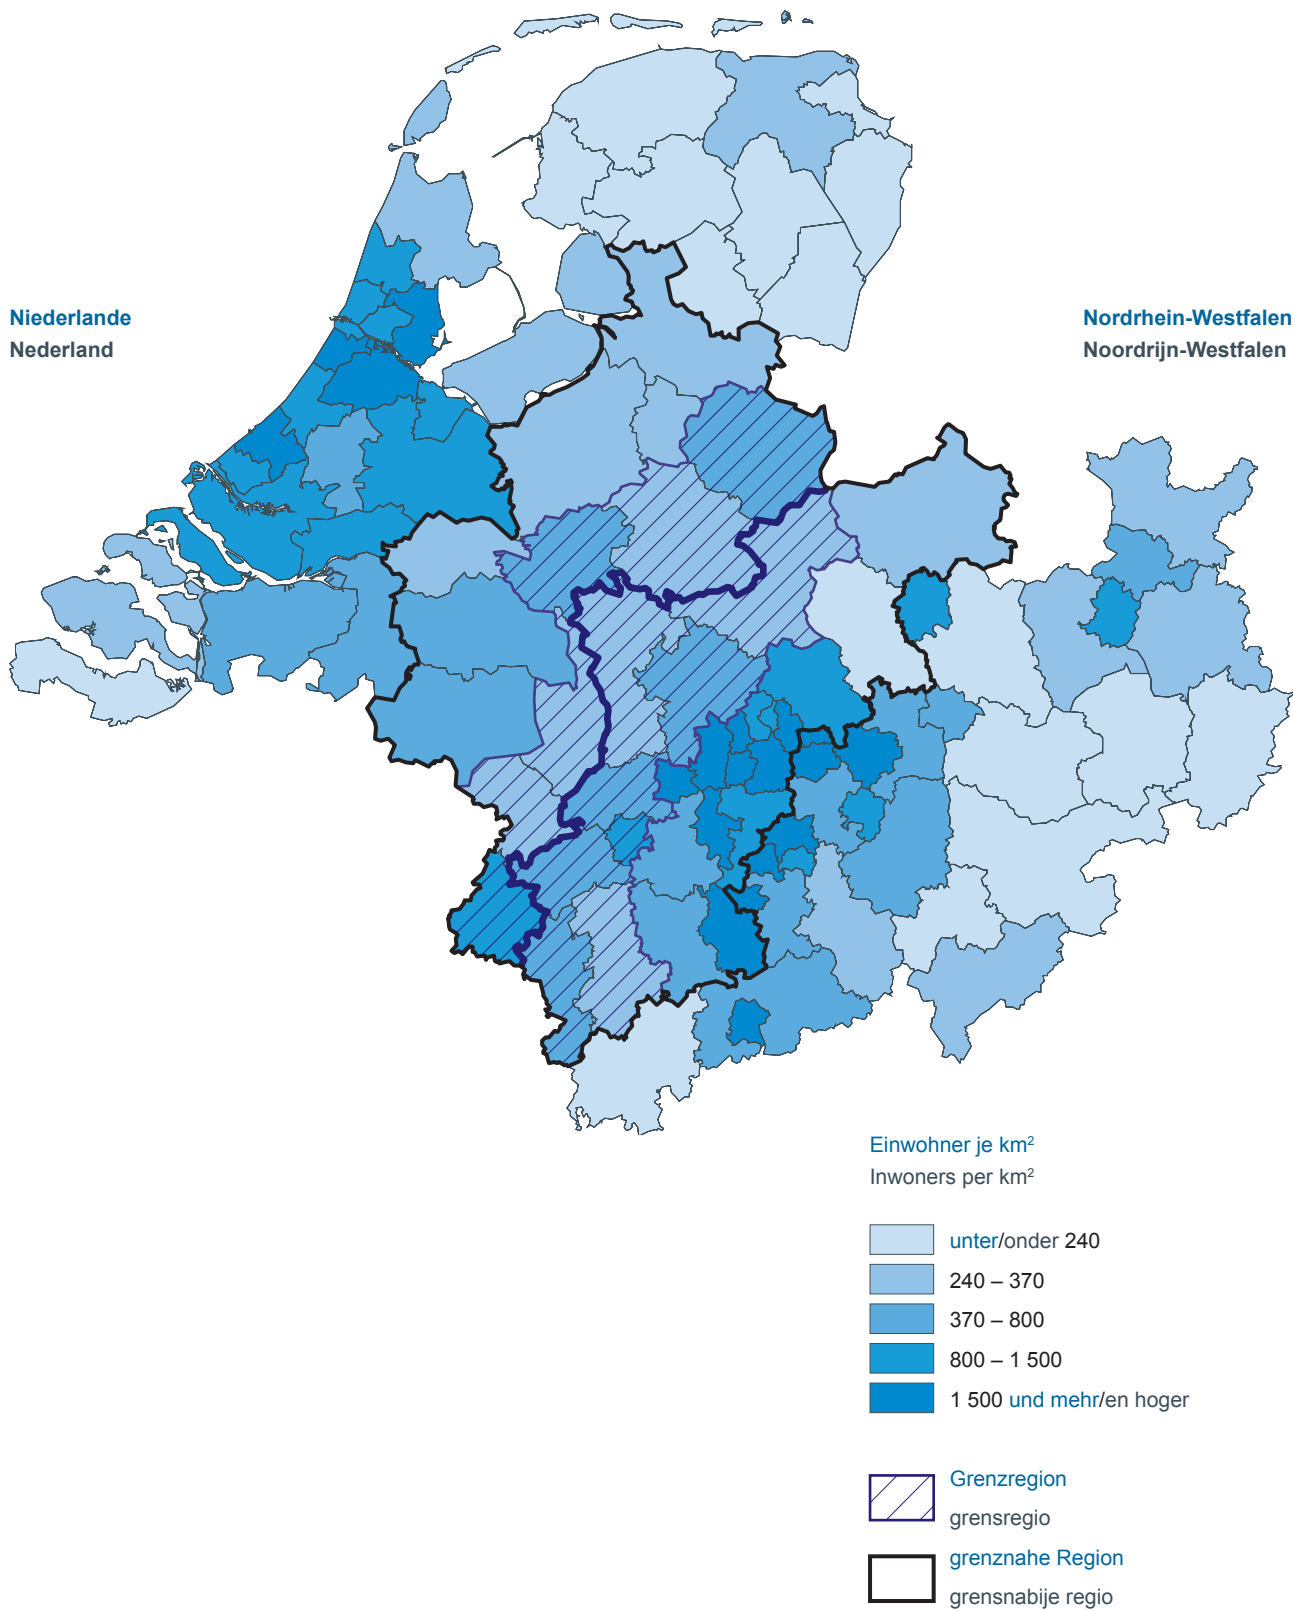 Niederlande
Nederland
Nordrhein-Westfalen
Noordrijn-Westfalen
Einwohner je km²
Inwoners per km²
unter/onder 240
240 – 370
370 – 800
800 – 1 500
1 500 und mehr/en hoger
Grenzregion
grensregio
grenznahe Region
grensnabije regio